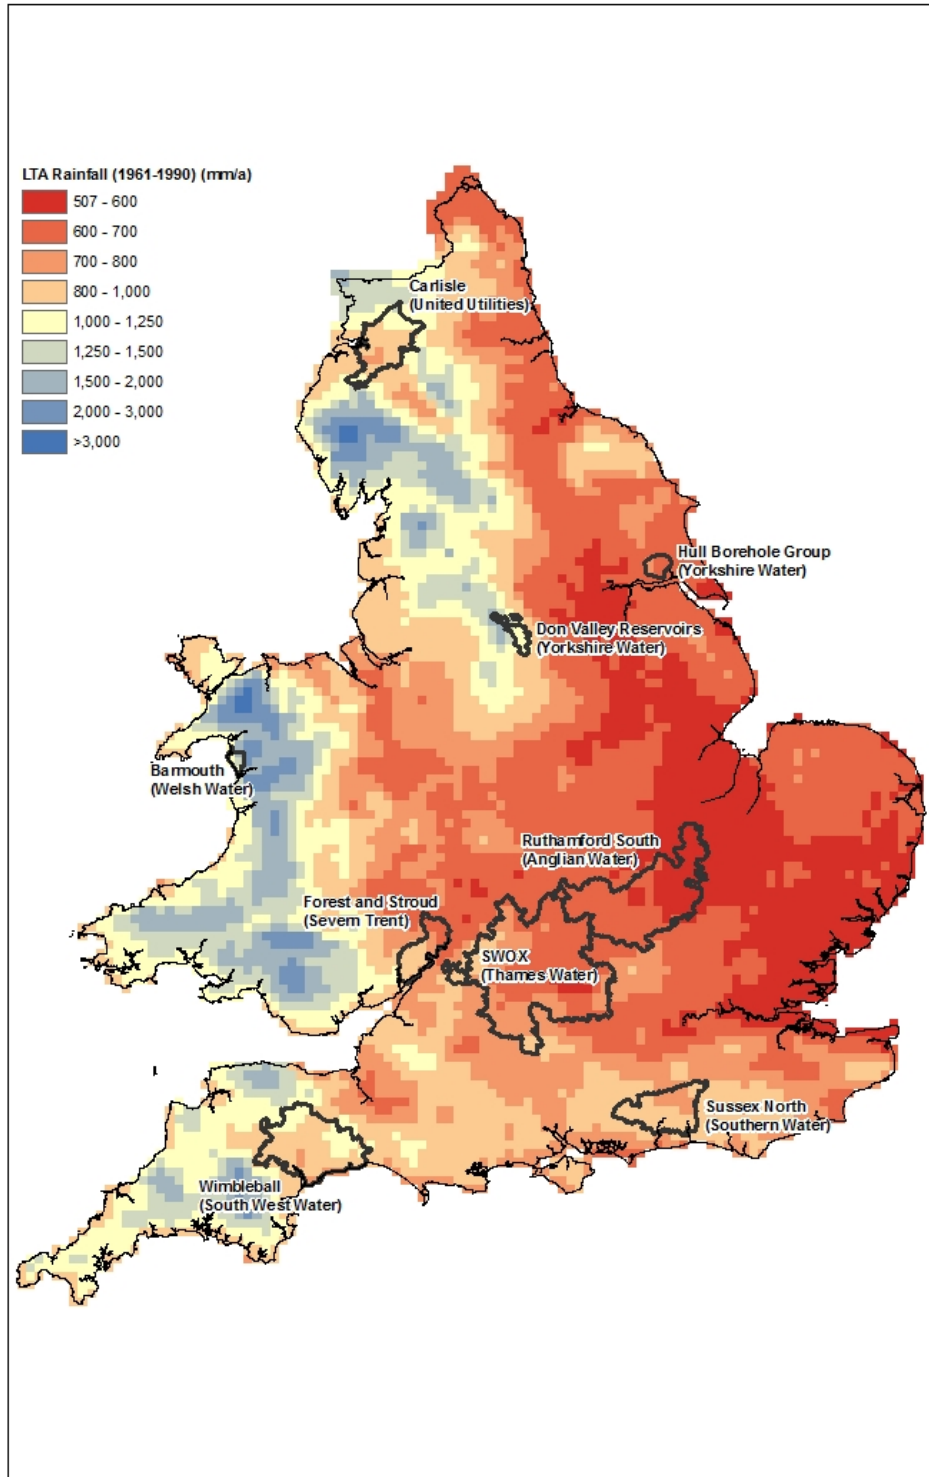 LTA Rainfall (1961-1990) (mm/a)
507 - 600
600 - 700
700 - 800
800 - 1,000
1,000 - 1,250
1,250 - 1,500
1,500 - 2,000
2,000 - 3,000
>3,000
Carlisle
(United Utilities)
Hull Borehole Group
(Yorkshire Water)
Don Valley Reservoirs
(Yorkshire Water)
Barmouth
(Welsh Water)
Ruthamford South
(Anglian Water)
Forest and Stroud
(Severn Trent)
SWOX
(Thames Water)
Sussex North
(Southern Water)
Wimbleball
(South West Water)